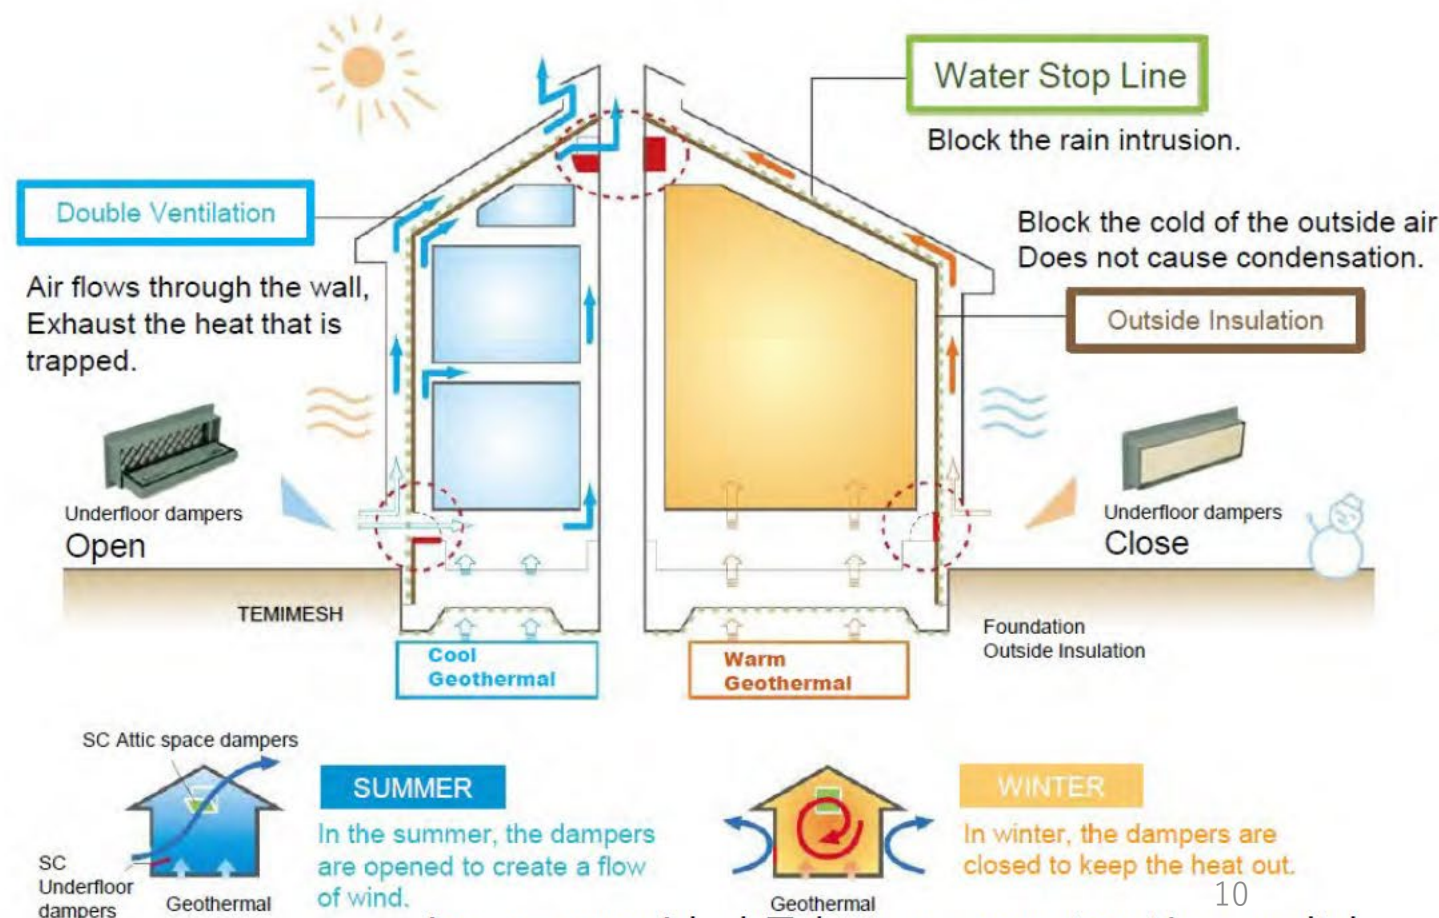 Water Stop Line
Block the rain intrusion.
Double Ventilation
Block the cold of the outside air
Does not cause condensation.
Air flows through the wall,
Exhaust the heat that is
trapped.
Outside Insulation
Underfloor dampers
Open
Underfloor dampers
Close
TEMIMESH
Foundation
Outside Insulation
Cool
Geothermal
Warm
Geothermal
SC Attic space dampers
SUMMER
In the summer, the dampers
are opened to create a flow
of wind.
SC
Underfloor
dampers
Geothermal
WINTER
In winter, the dampers are
closed to keep the heat out.
Geothermal
10